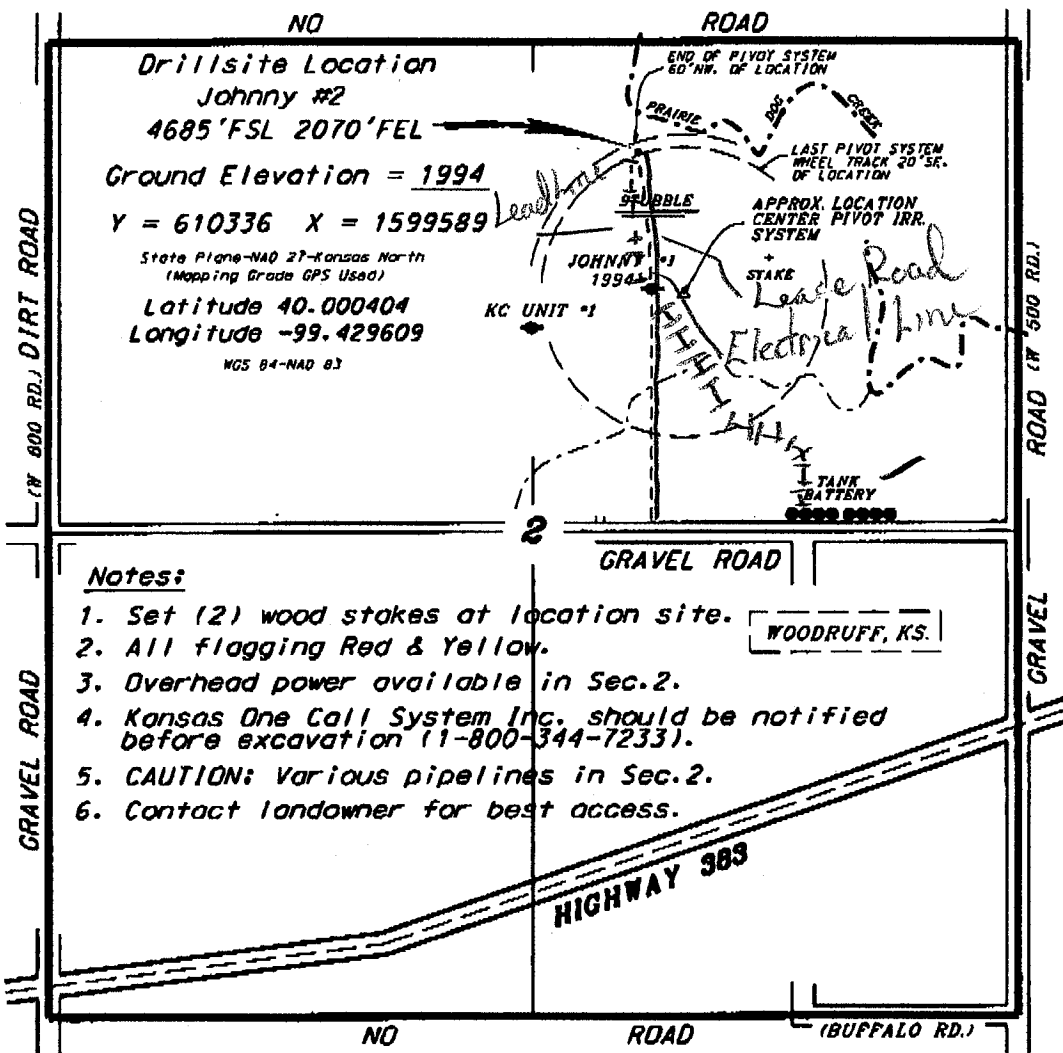 NO ROAD
Drillsite Location
Johnny #2
4685'FSL 2070'FEL
Ground Elevation = 1994
Y = 610336 X = 1599589
State Plane-NAD 27-Kansas North
(Mapping Grade GPS Used)
Latitude 40.000404
Longitude -99.429609
WGS 84-NAD 83
END OF PIVOT SYSTEM
60'NW. OF LOCATION
PRAIRIE DOG CREEK
LAST PIVOT SYSTEM
WHEEL TRACK 20'SE.
OF LOCATION
Lead Line
STUBBLE
APPROX. LOCATION
CENTER PIVOT IRR.
SYSTEM
JOHNNY #1
1994
STAKE
Lease Road
KC UNIT #1
Electrical Line
TANK
BATTERY
(W 800 RD.) DIRT ROAD
ROAD (W 500 RD.)
2
GRAVEL ROAD
Notes:
1. Set (2) wood stakes at location site.
2. All flagging Red & Yellow.
3. Overhead power available in Sec.2.
4. Kansas One Call System Inc. should be notified
before excavation (1-800-344-7233).
5. CAUTION: Various pipelines in Sec.2.
6. Contact landowner for best access.
WOODRUFF, KS.
GRAVEL ROAD
GRAVEL
HIGHWAY 383
NO ROAD
(BUFFALO RD.)